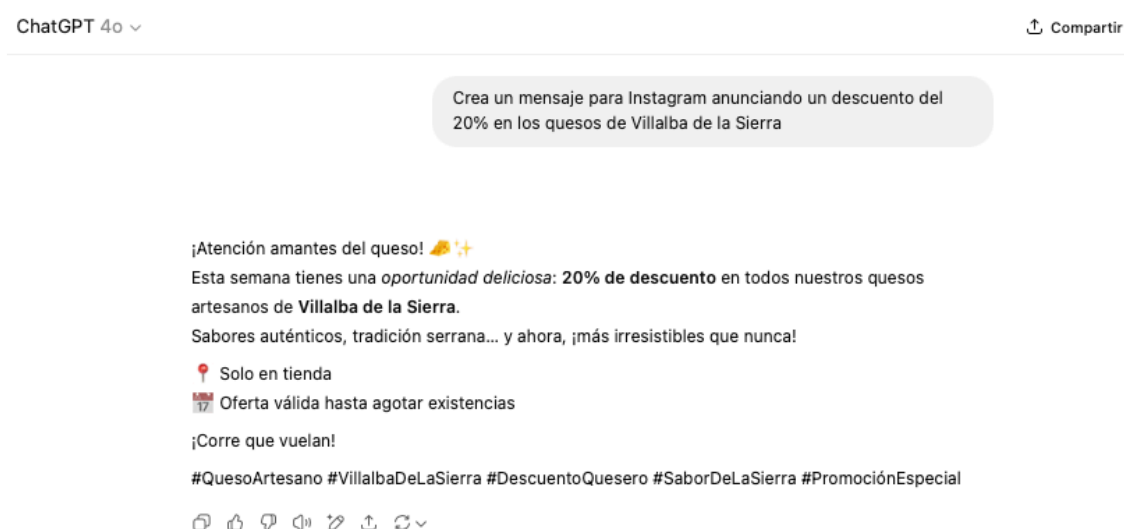 ChatGPT 4o
Compartir
Crea un mensaje para Instagram anunciando un descuento del
20% en los quesos de Villalba de la Sierra
¡Atención amantes del queso! 🧀✨
Esta semana tienes una oportunidad deliciosa: 20% de descuento en todos nuestros quesos
artesanos de Villalba de la Sierra.
Sabores auténticos, tradición serrana... y ahora, ¡más irresistibles que nunca!
📍 Solo en tienda
📅 Oferta válida hasta agotar existencias
¡Corre que vuelan!
#QuesoArtesano #VillalbaDeLaSierra #DescuentoQuesero #SaborDeLaSierra #PromociónEspecial